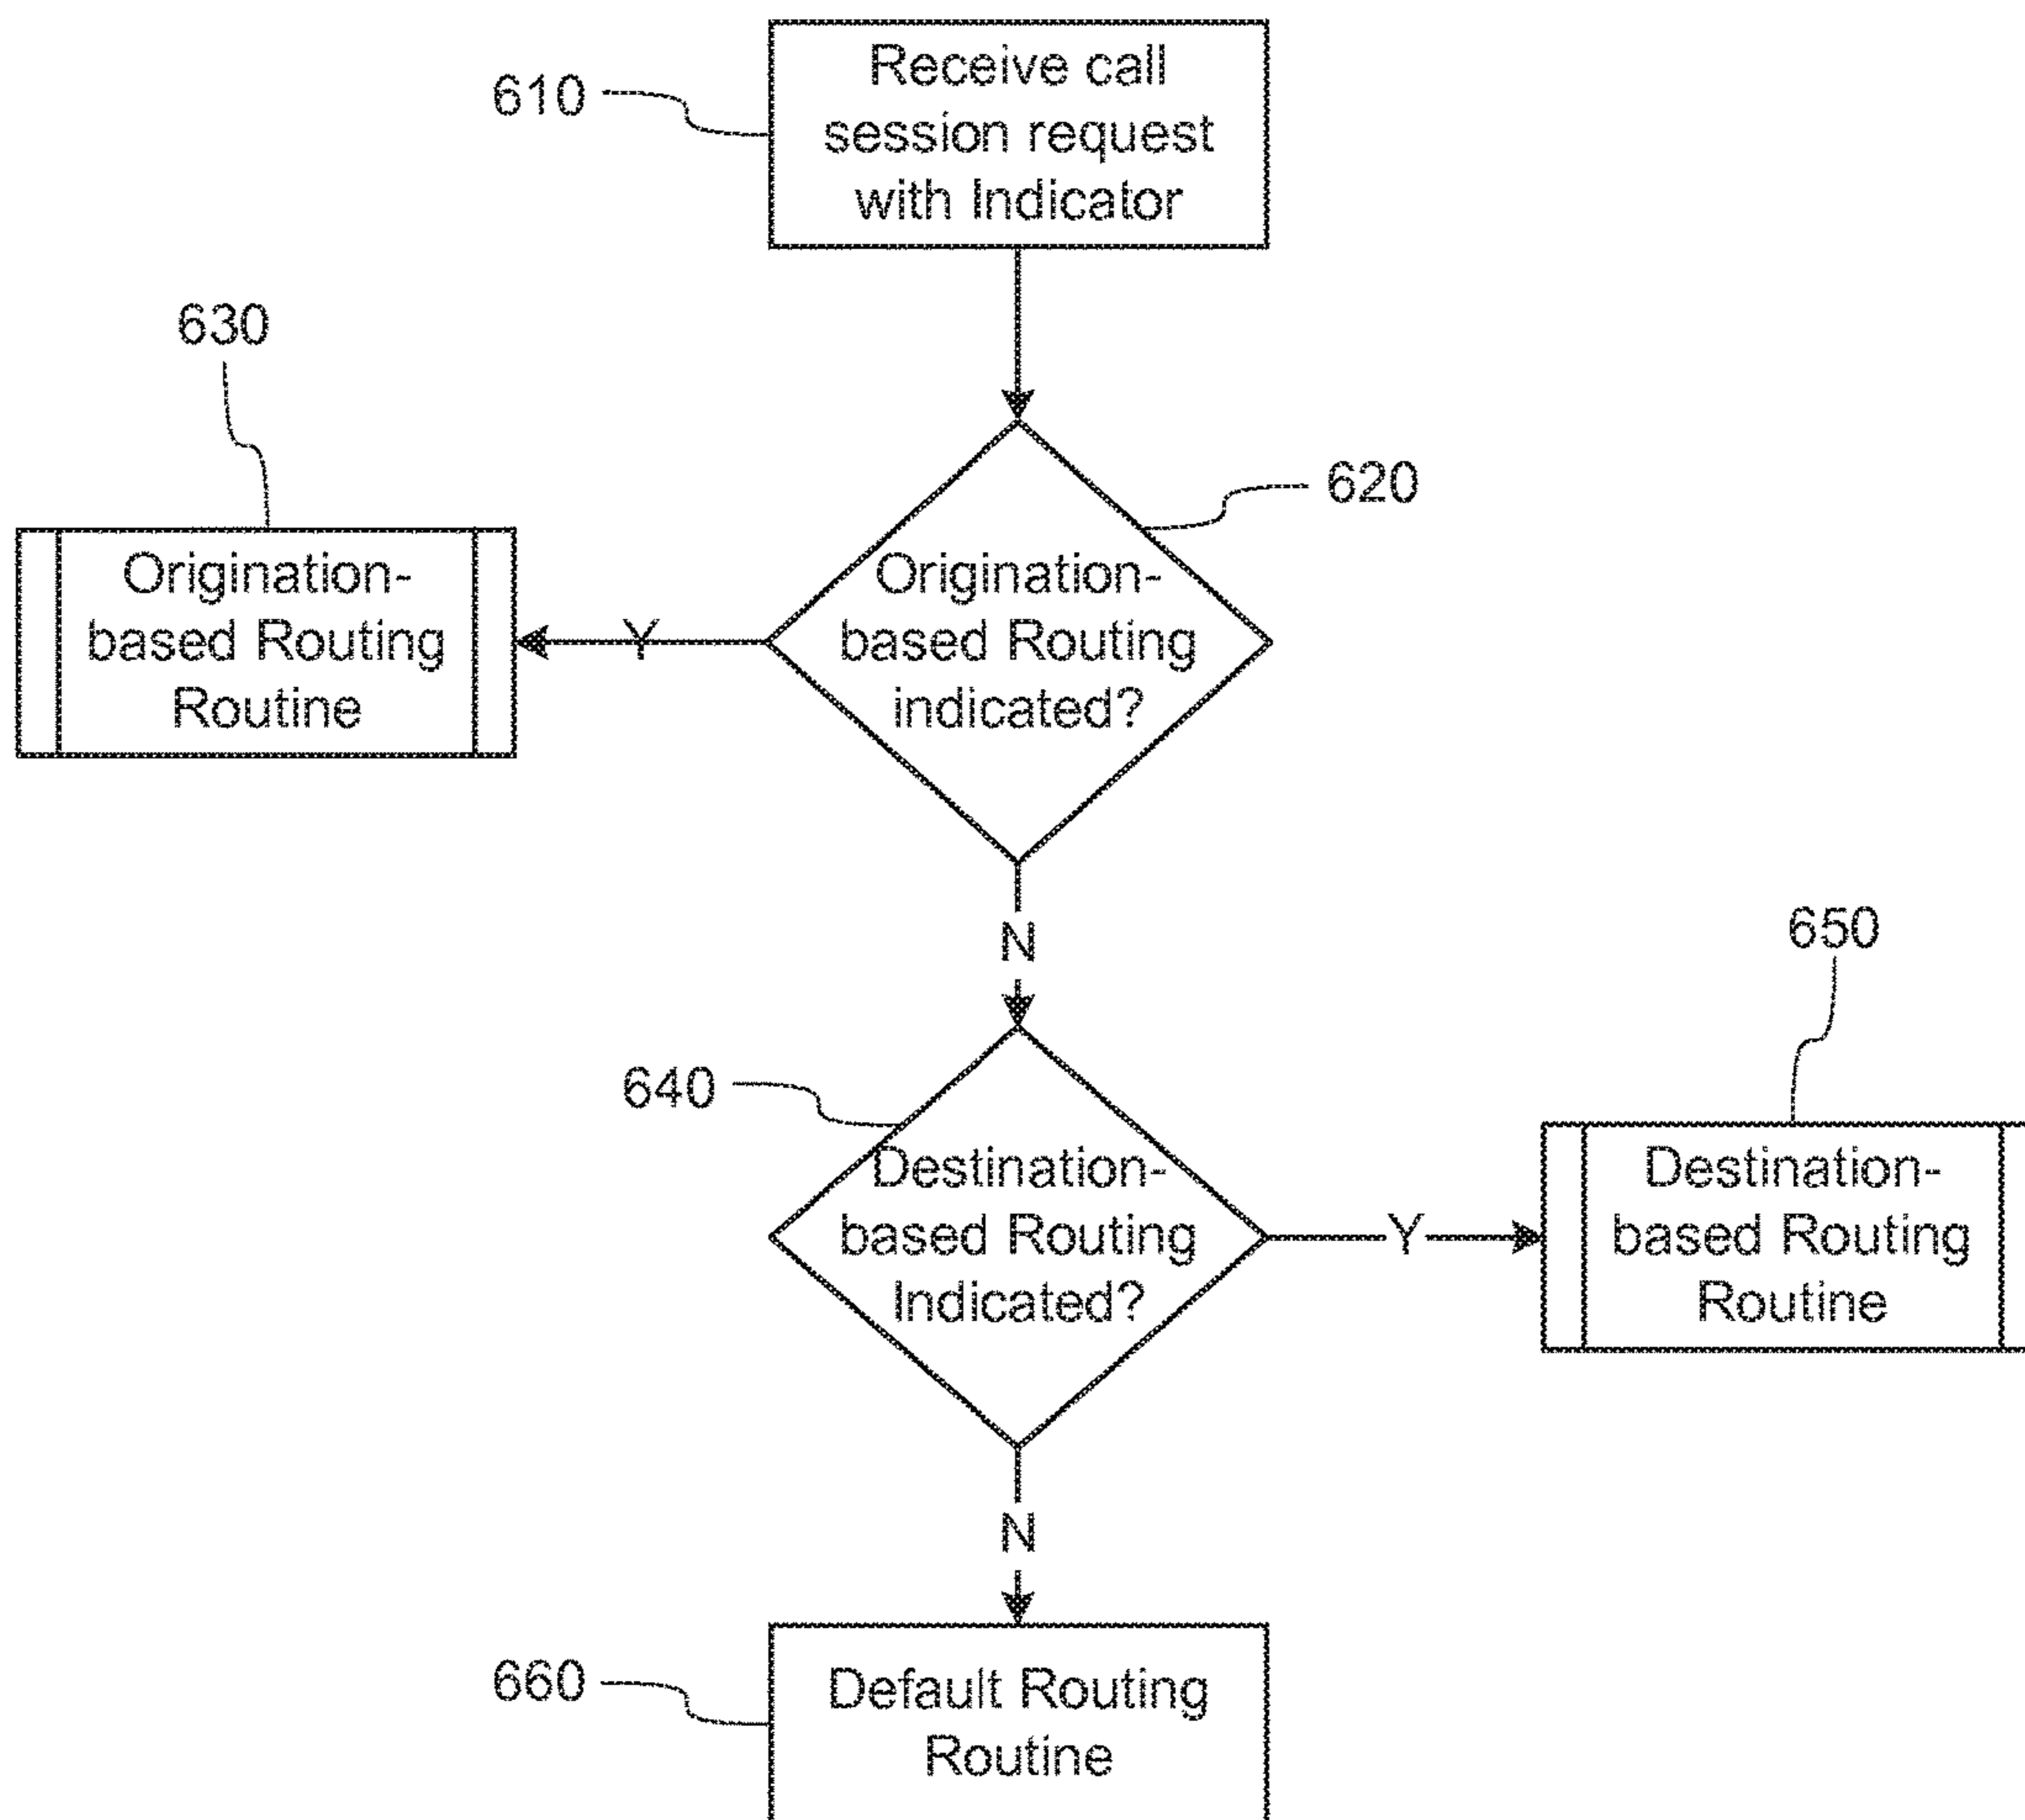 610
Receive call
session request
with Indicator
630
620
Origination-
based Routing
Routine
Y
Origination-
based Routing
indicated?
N
650
640
Destination-
based Routing
Indicated?
Y
Destination-
based Routing
Routine
N
660
Default Routing
Routine